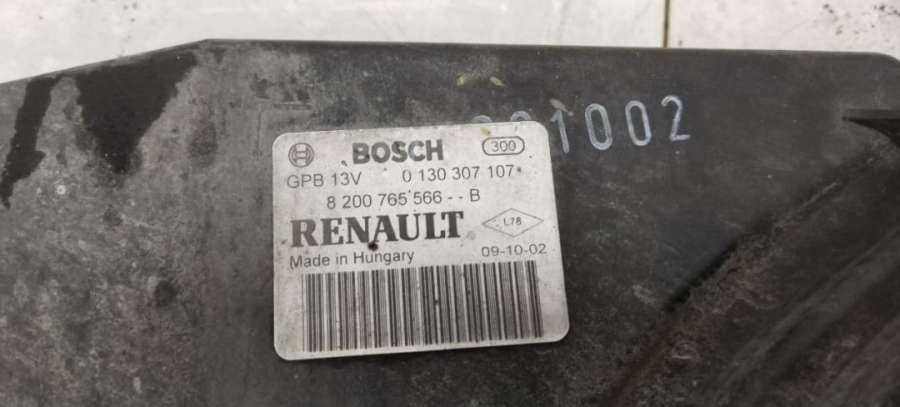 1002
BOSCH 300
GPB 13V 0 130 307 107
8 200 765 566 - - B
RENAULT L78
Made in Hungary 09-10-02